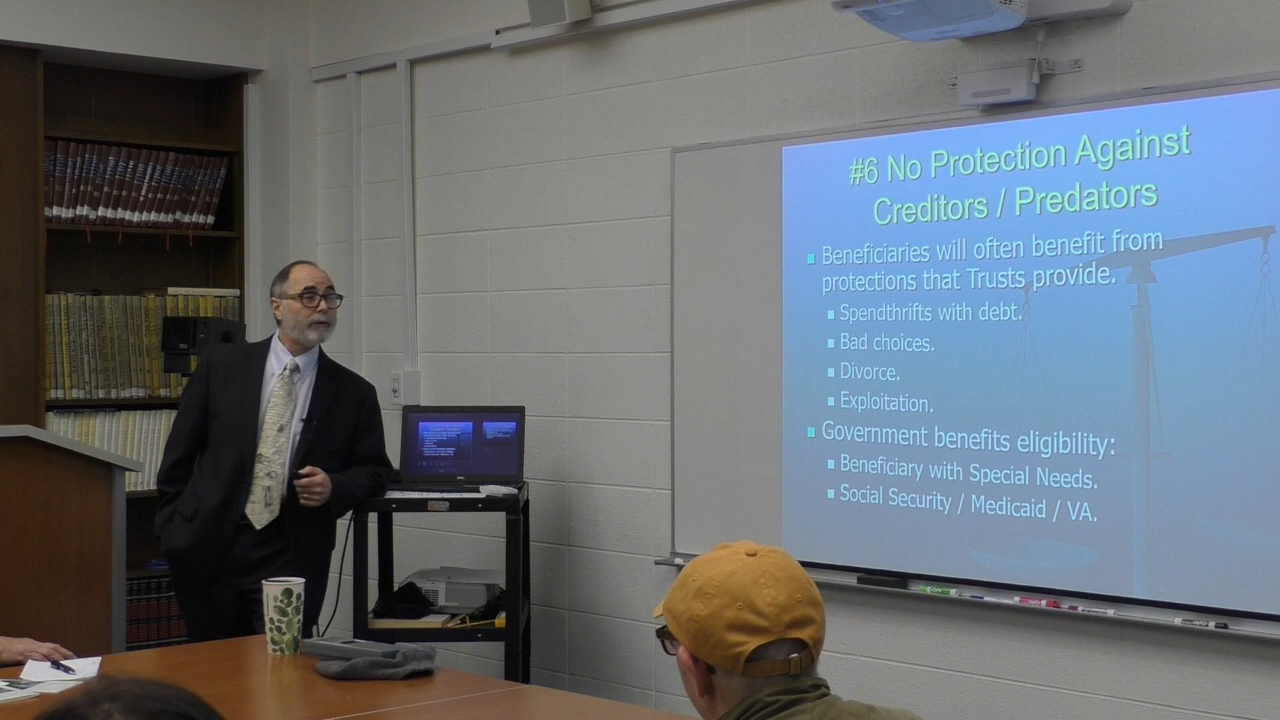 #6 No Protection Against
Creditors / Predators
Beneficiaries will often benefit from
protections that Trusts provide.
Spendthrifts with debt.
Bad choices.
Divorce.
Exploitation.
Government benefits eligibility:
Beneficiary with Special Needs.
Social Security / Medicaid / VA.
DELL